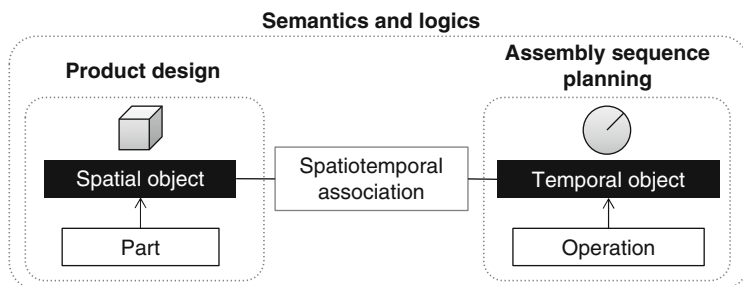 Semantics and logics
Product design
Assembly sequence
planning
Spatial object
Spatiotemporal
association
Temporal object
Part
Operation